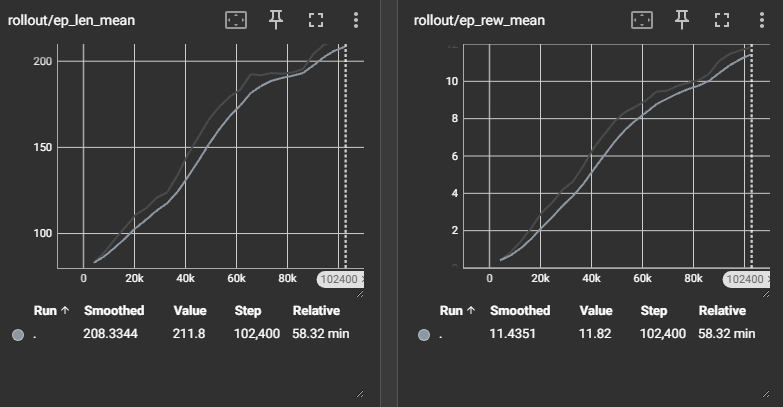 rollout/ep_len_mean
200
150
100
0 20k 40k 60k 80k 102400
Run ↑ Smoothed Value Step Relative
. 208.3344 211.8 102,400 58.32 min
rollout/ep_rew_mean
12
10
8
6
4
2
0
0 20k 40k 60k 80k 102400
Run ↑ Smoothed Value Step Relative
. 11.4351 11.82 102,400 58.32 min